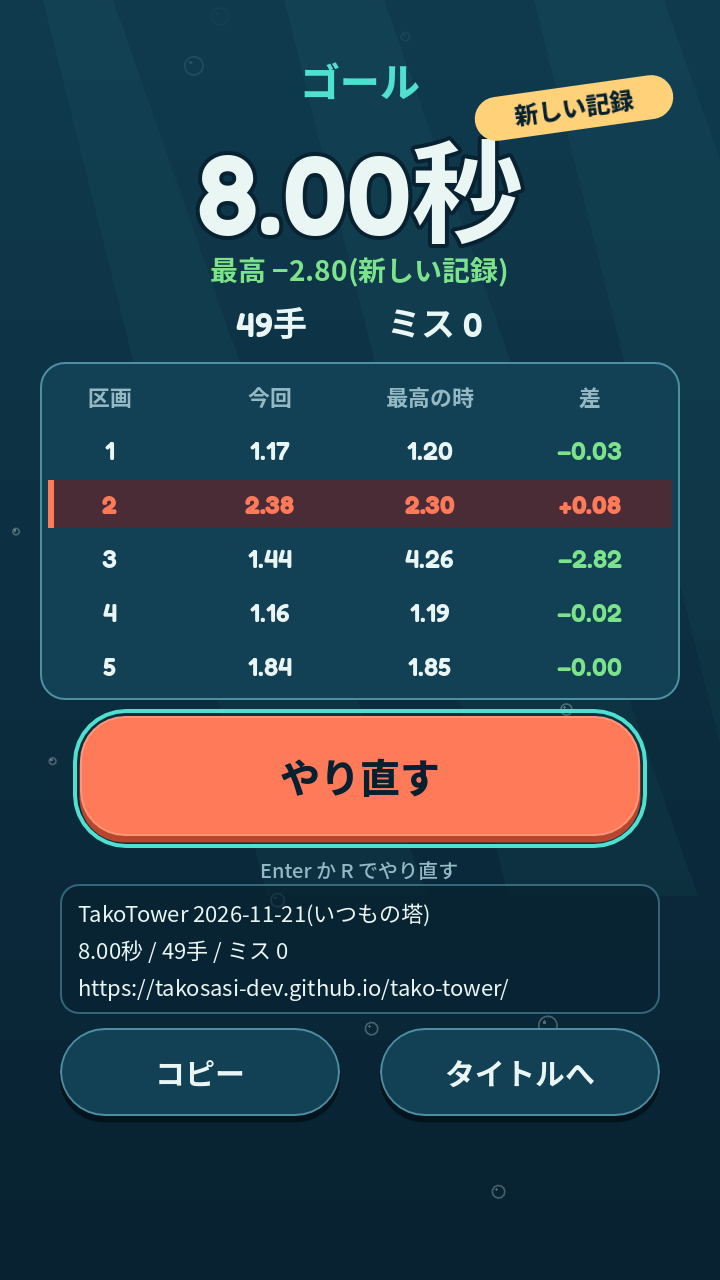 ゴール
新しい記録
8.00秒
最高 −2.80(新しい記録)
49手 ミス 0
区画 今回 最高の時 差
1 1.17 1.20 −0.03
2 2.38 2.30 +0.08
3 1.44 4.26 −2.82
4 1.16 1.19 −0.02
5 1.84 1.85 −0.00
やり直す
Enter か R でやり直す
TakoTower 2026-11-21(いつもの塔)
8.00秒 / 49手 / ミス 0
https://takosasi-dev.github.io/tako-tower/
コピー タイトルへ